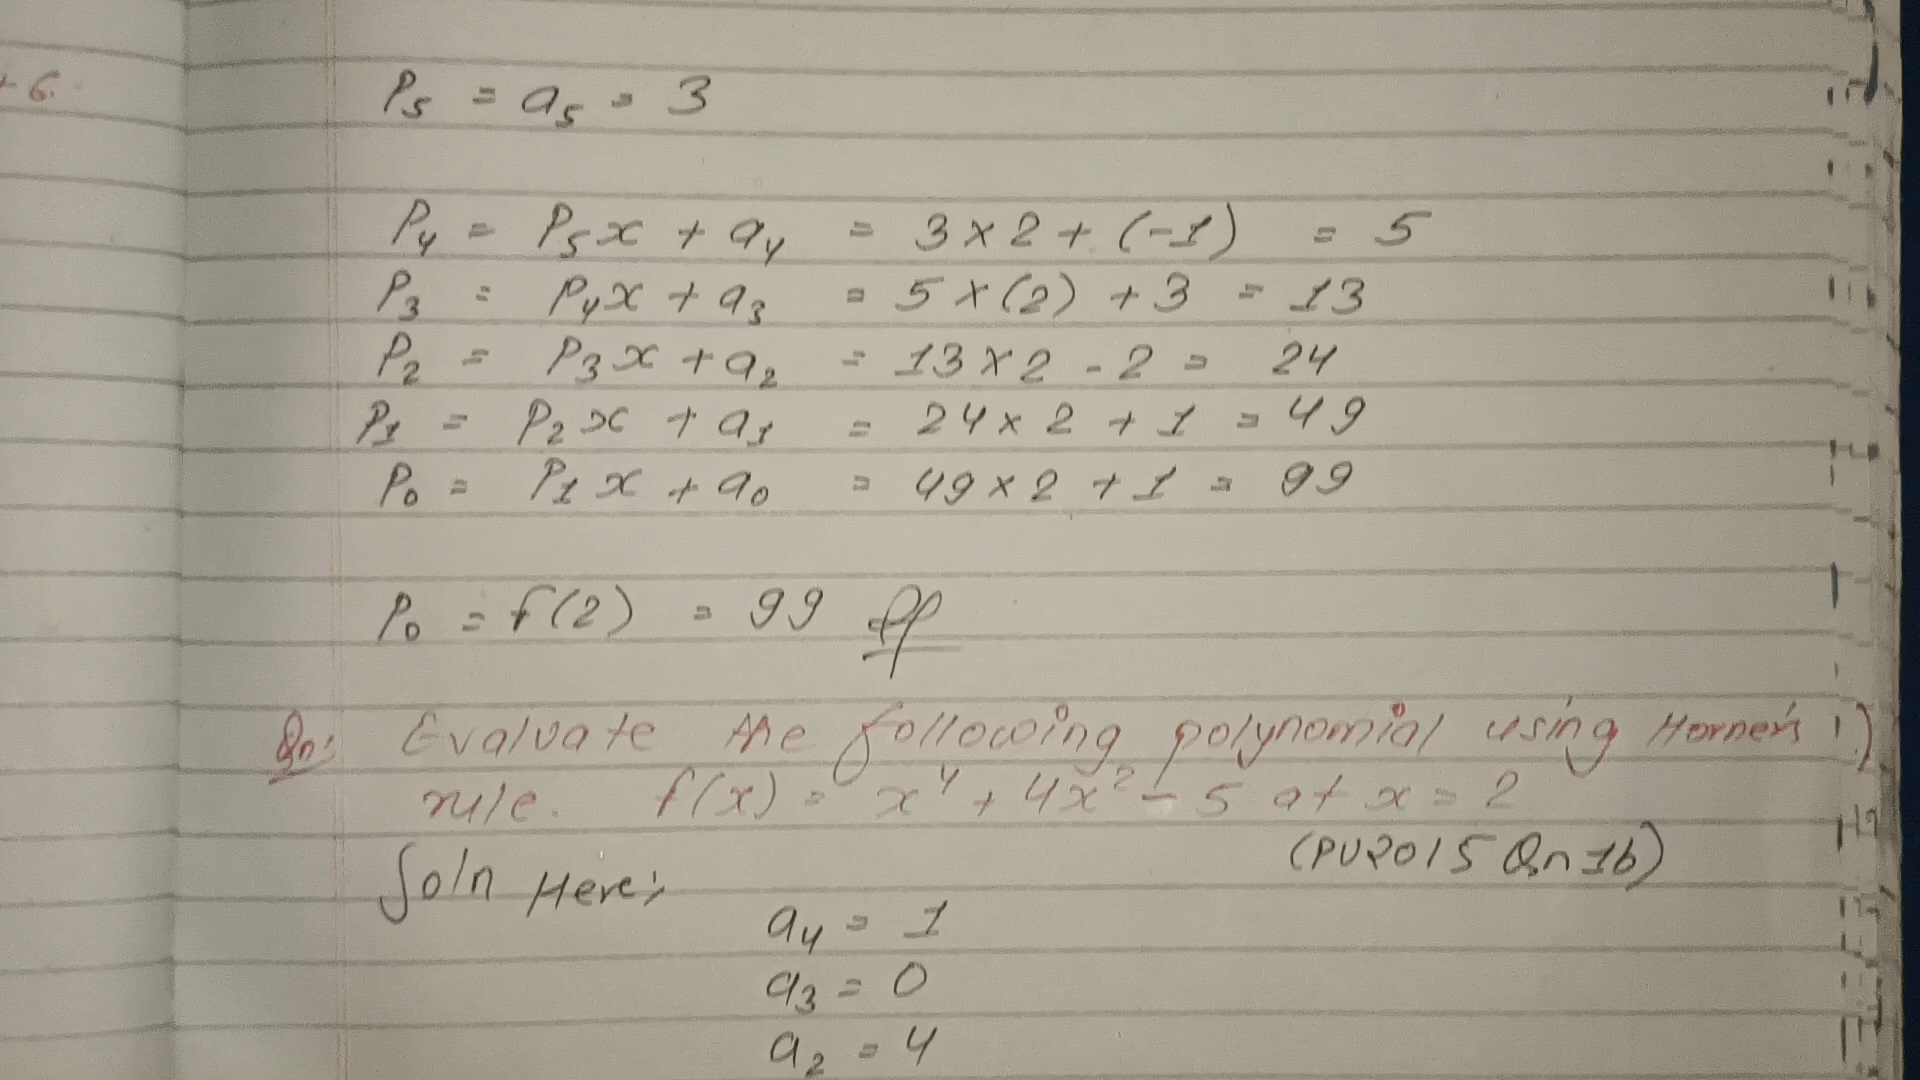 + 6.
P5 = a5 = 3
P4 = P5x + a4 = 3 × 2 + (-1) = 5
P3 = P4x + a3 = 5 × (2) + 3 = 13
P2 = P3x + a2 = 13 × 2 - 2 = 24
P1 = P2x + a1 = 24 × 2 + 1 = 49
P0 = P1x + a0 = 49 × 2 + 1 = 99
P0 = f(2) = 99
Qn: Evaluate the following polynomial using Horner's
rule. f(x) = x⁴ + 4x² - 5 at x = 2
(PU2015 Qn 1b)
Soln Here;
a4 = 1
a3 = 0
a2 = 4